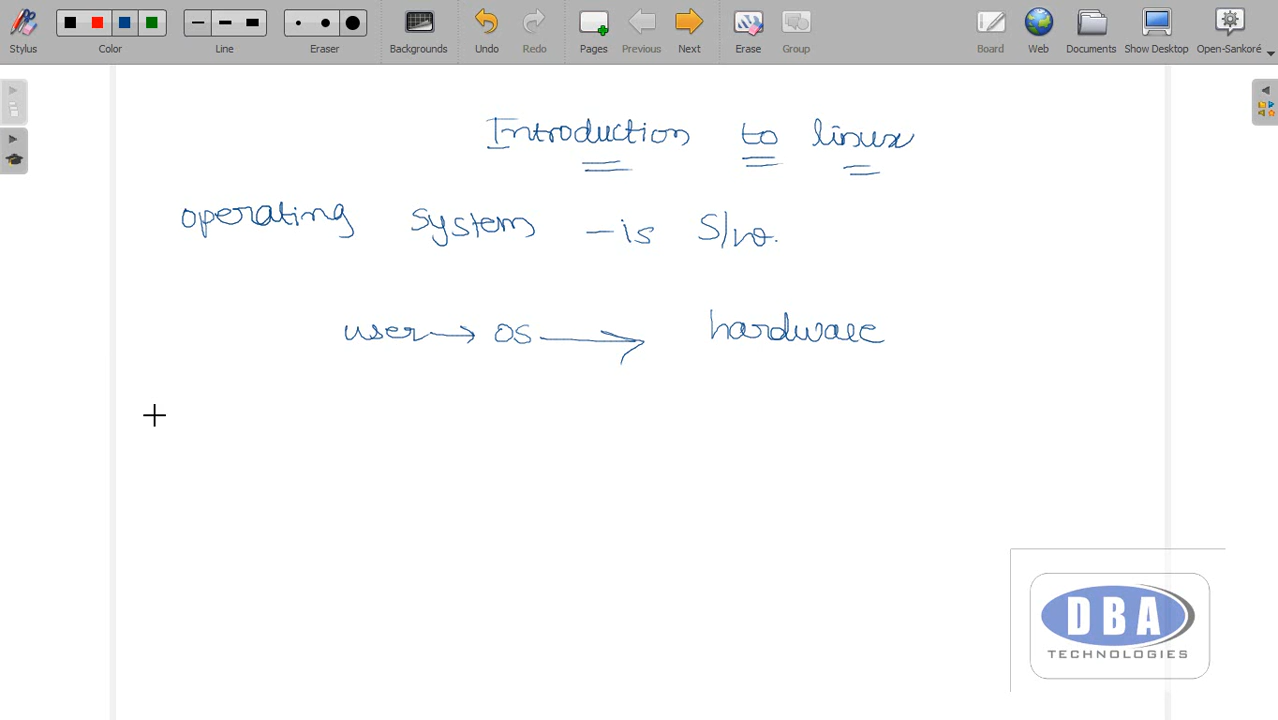 Stylus Color Line Eraser Backgrounds Undo Redo Pages Previous Next Erase Group Board Web Documents Show Desktop Open-Sankoré
Introduction to linux
operating system – is S/w.
user → OS → hardware
DBA
TECHNOLOGIES